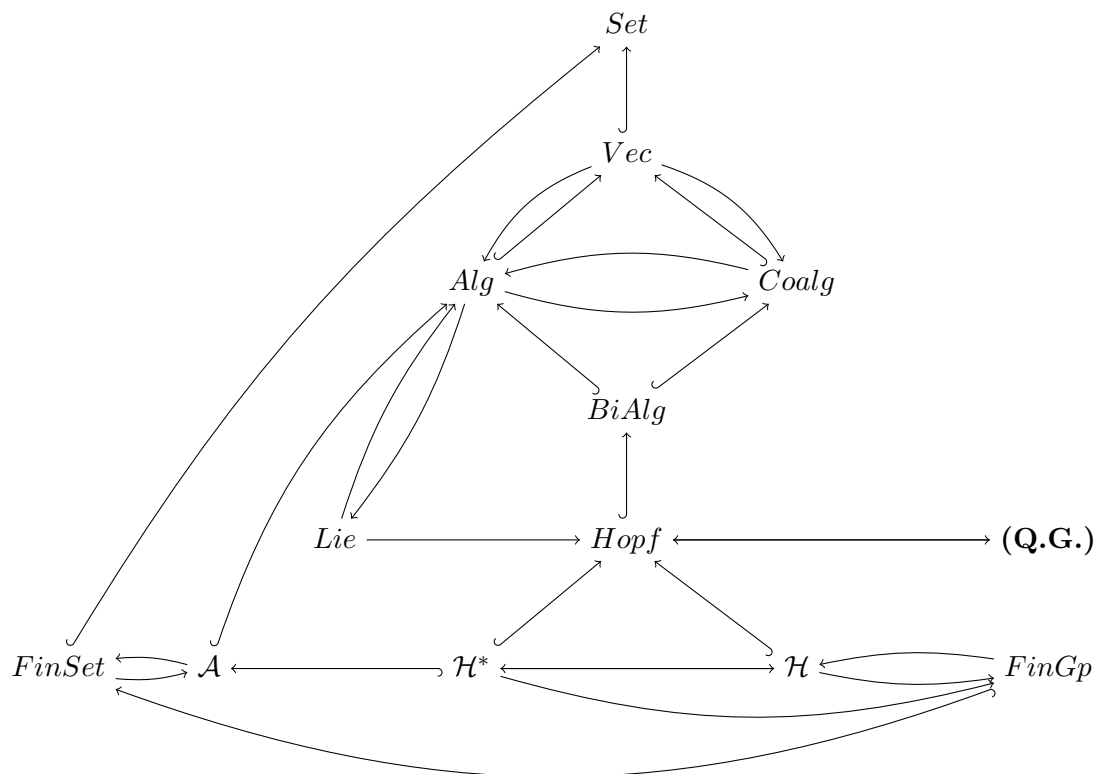 Set
Vec
Alg Coalg
BiAlg
Lie Hopf (Q.G.)
FinSet 𝒜 ℋ* ℋ FinGp